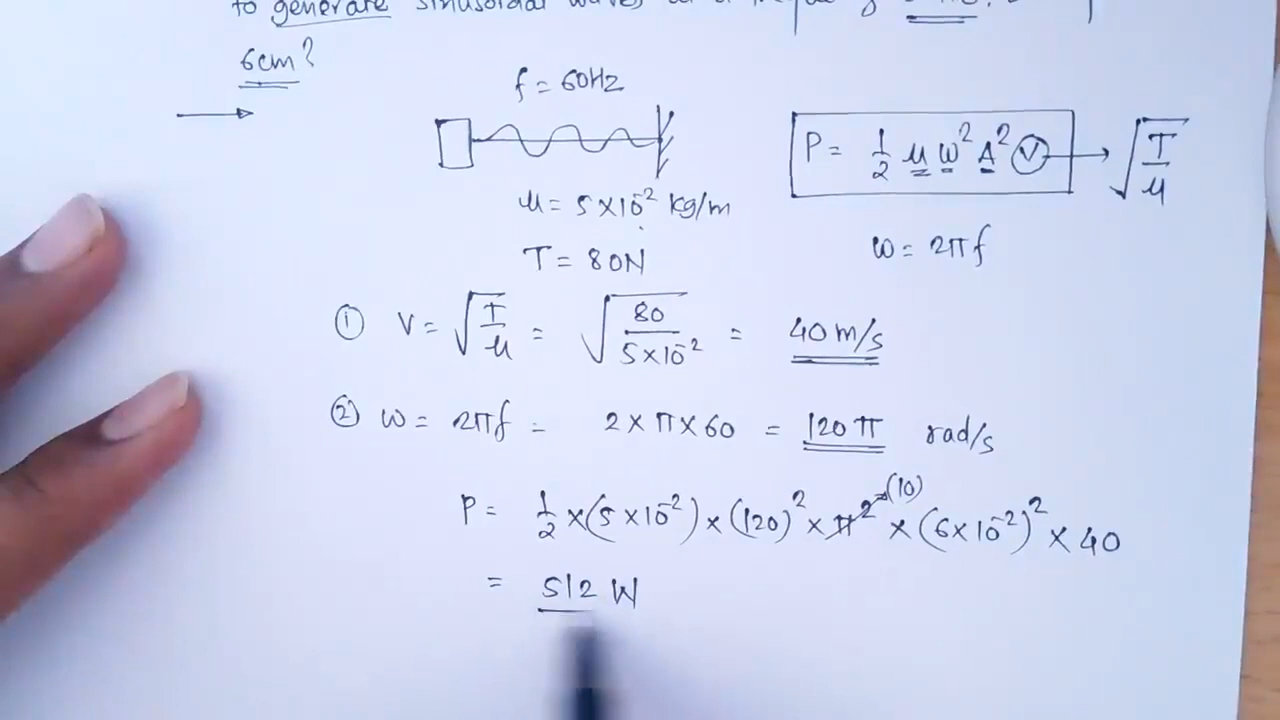 to generate sinusoidal waves
6cm?
f = 60Hz
P = 1/2 μ ω² A² V → √(T/μ)
μ = 5×10⁻² kg/m
ω = 2πf
T = 80N
① V = √(T/μ) = √(80/5×10⁻²) = 40 m/s
② ω = 2πf = 2×π×60 = 120π rad/s
P = 1/2 ×(5×10⁻²)×(120)²×π² (10) ×(6×10⁻²)²×40
= 512 W